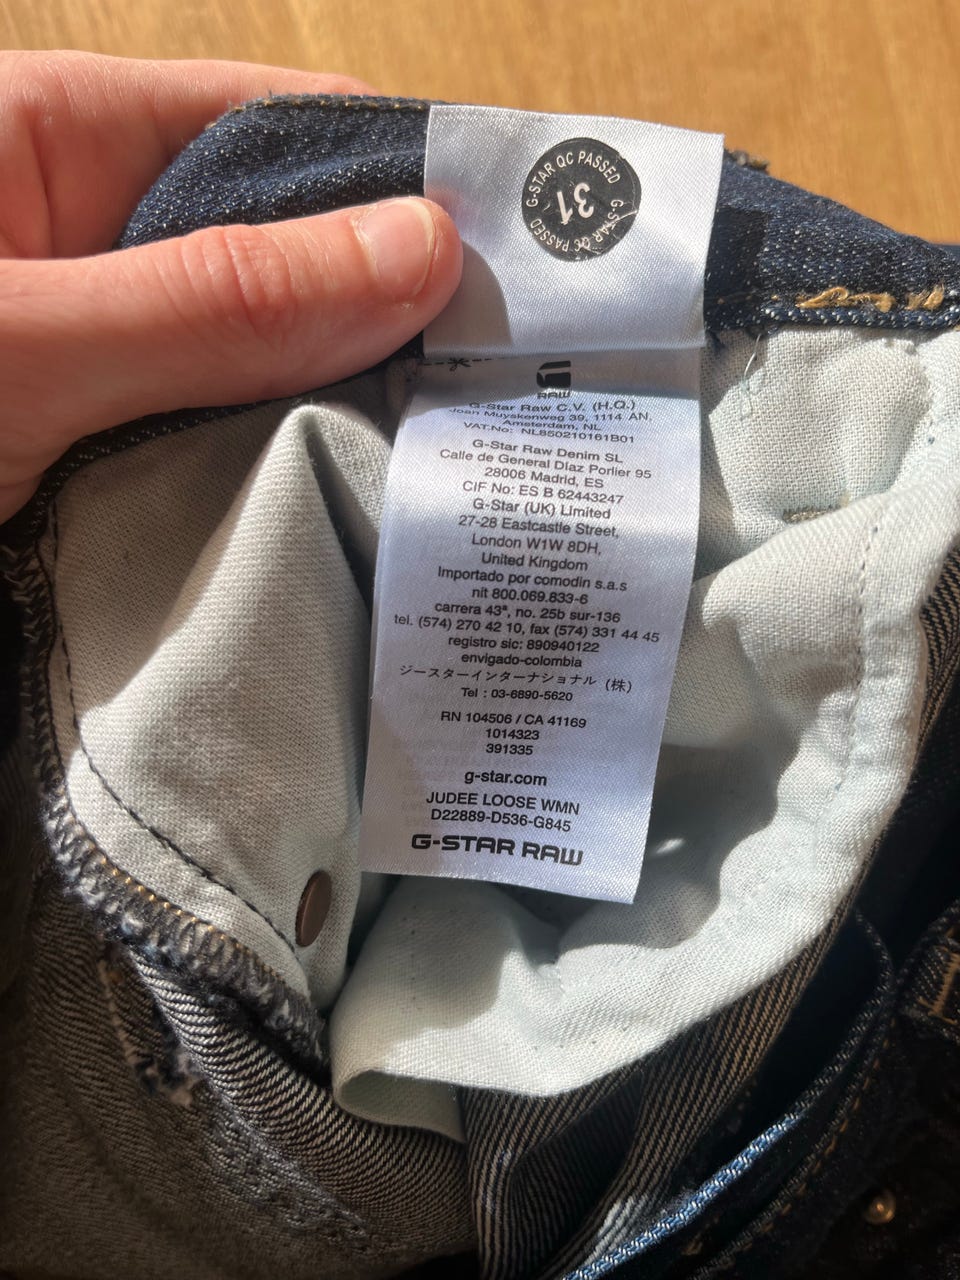 G-STAR QC PASSED G-STAR QC PASSED
31
RAW
G-Star Raw C.V. (H.Q.)
Joan Muyskenweg 39, 1114 AN,
Amsterdam, NL
VAT.No: NL850210161B01
G-Star Raw Denim SL
Calle de General Diaz Porlier 95
28006 Madrid, ES
CIF No: ES B 62443247
G-Star (UK) Limited
27-28 Eastcastle Street,
London W1W 8DH,
United Kingdom
Importado por comodin s.a.s
nit 800.069.833-6
carrera 43ª, no. 25b sur-136
tel. (574) 270 42 10, fax (574) 331 44 45
registro sic: 890940122
envigado-colombia
ジースターインターナショナル (株)
Tel : 03-6890-5620
RN 104506 / CA 41169
1014323
391335
g-star.com
JUDEE LOOSE WMN
D22889-D536-G845
G-STAR RAW